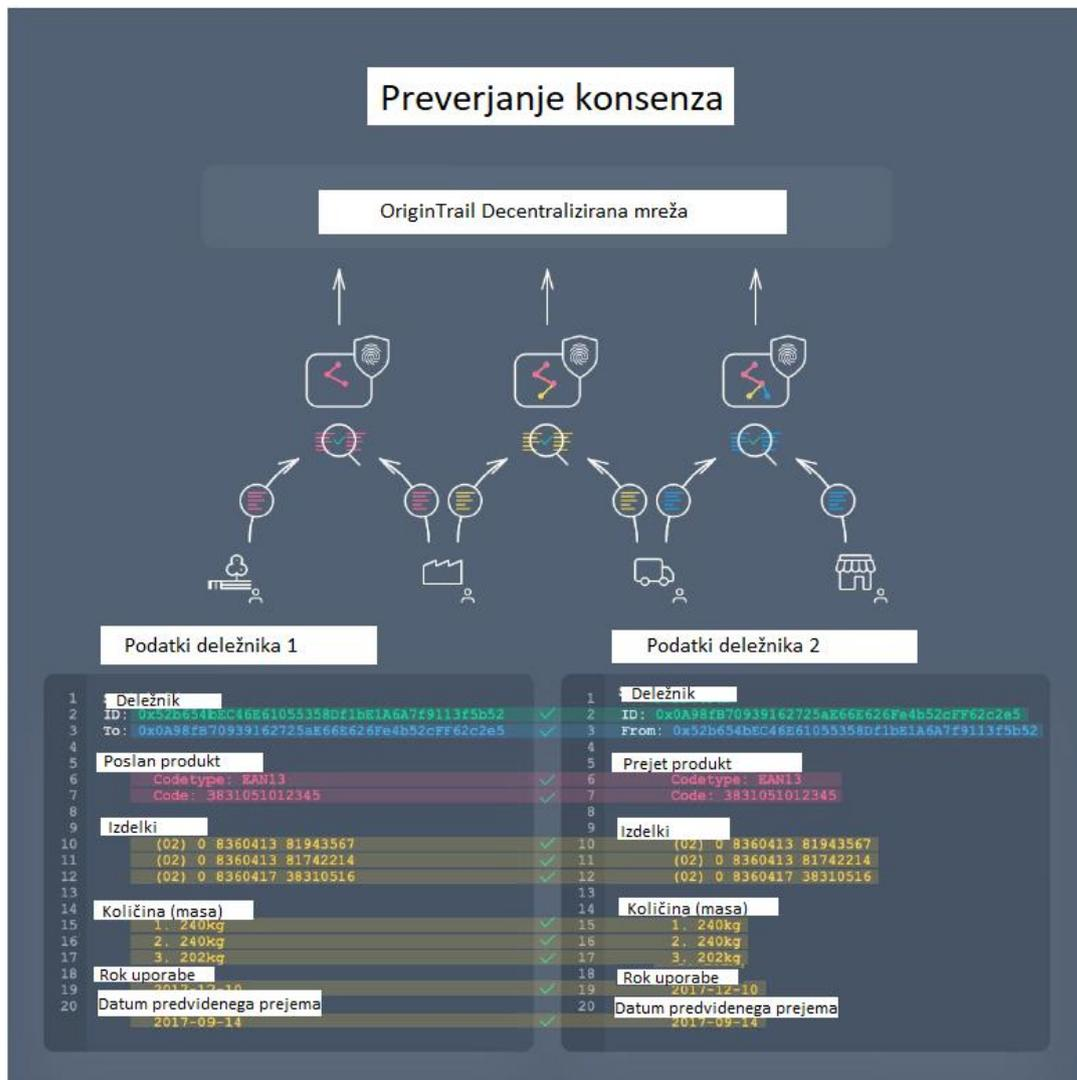 Preverjanje konsenza
OriginTrail Decentralizirana mreža
Podatki deležnika 1
1 Deležnik
2 ID: 0x52b654bEC46E61055358Df1bE1A6A7f9113f5b52
3 To: 0x0A98fB70939162725aE66E626Fe4b52cFF62c2e5
4
5 Poslan produkt
6 Codetype: EAN13
7 Code: 3831051012345
8
9 Izdelki
10 (02) 0 8360413 81943567
11 (02) 0 8360413 81742214
12 (02) 0 8360417 38310516
13
14 Količina (masa)
15 1. 240kg
16 2. 240kg
17 3. 202kg
18 Rok uporabe
19 2017-12-10
20 Datum predvidenega prejema
2017-09-14
Podatki deležnika 2
1 Deležnik
2 ID: 0x0A98fB70939162725aE66E626Fe4b52cFF62c2e5
3 From: 0x52b654bEC46E61055358Df1bE1A6A7f9113f5b52
4
5 Prejet produkt
6 Codetype: EAN13
7 Code: 3831051012345
8
9 Izdelki
10 (02) 0 8360413 81943567
11 (02) 0 8360413 81742214
12 (02) 0 8360417 38310516
13
14 Količina (masa)
15 1. 240kg
16 2. 240kg
17 3. 202kg
18 Rok uporabe
19 2017-12-10
20 Datum predvidenega prejema
2017-09-14